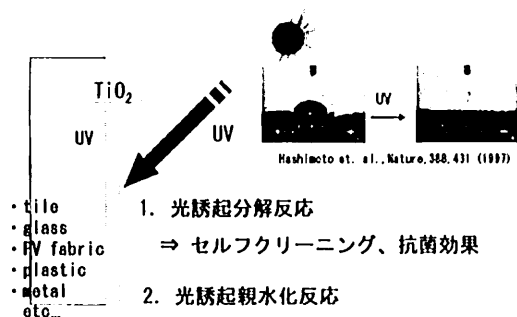 TiO2
UV
UV
UV
Hashimoto et. al., Nature, 388, 431 (1997)
・tile
・glass
・PV fabric
・plastic
・metal
etc…
1. 光誘起分解反応
⇒ セルフクリーニング、抗菌効果
2. 光誘起親水化反応